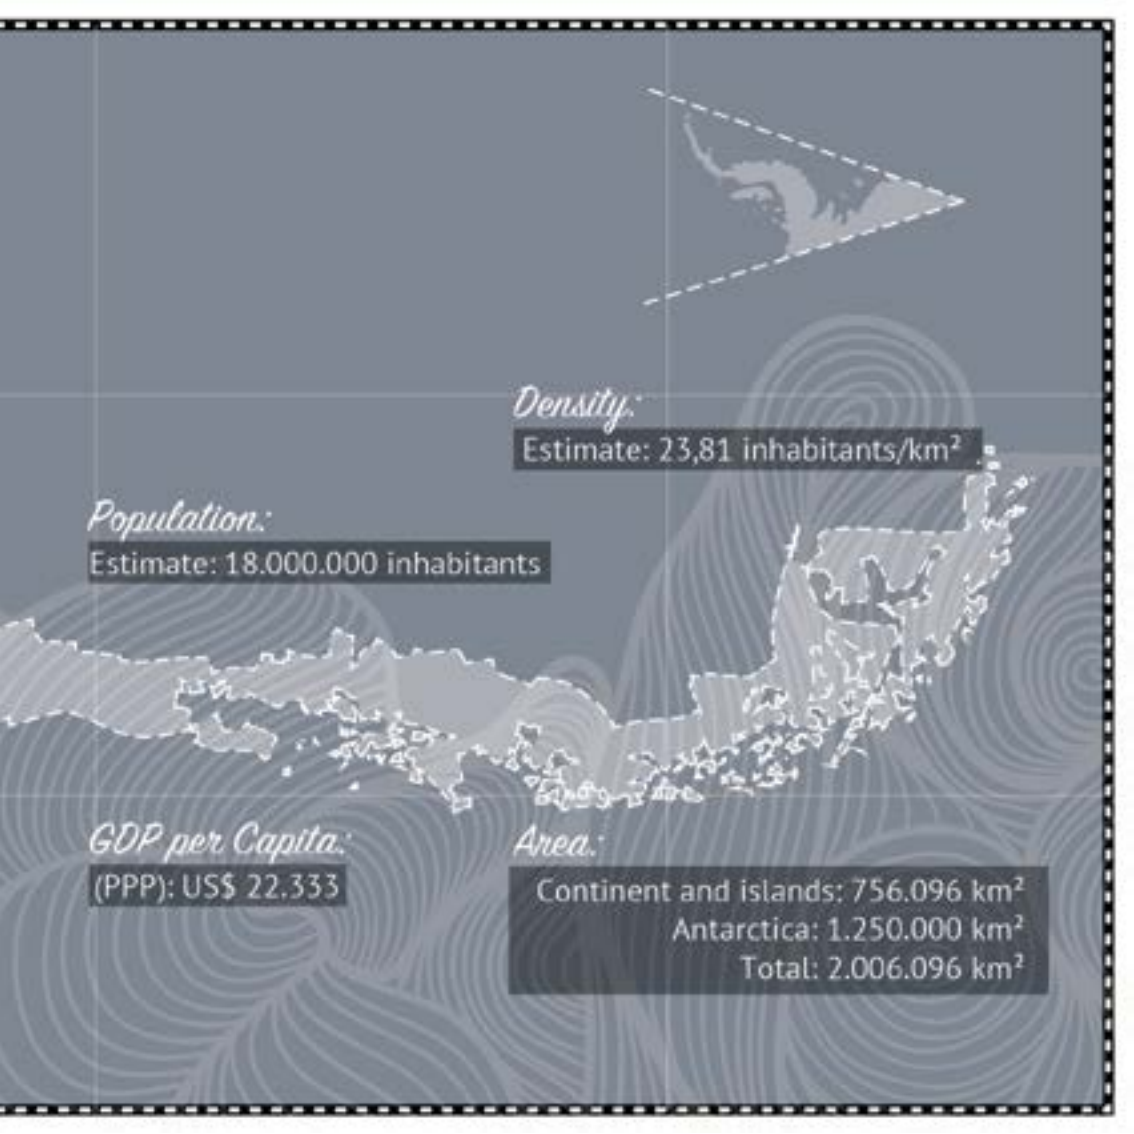 Density:
Estimate: 23,81 inhabitants/km²
Population:
Estimate: 18.000.000 inhabitants
GDP per Capita:
(PPP): US$ 22.333
Area:
Continent and islands: 756.096 km²
Antarctica: 1.250.000 km²
Total: 2.006.096 km²